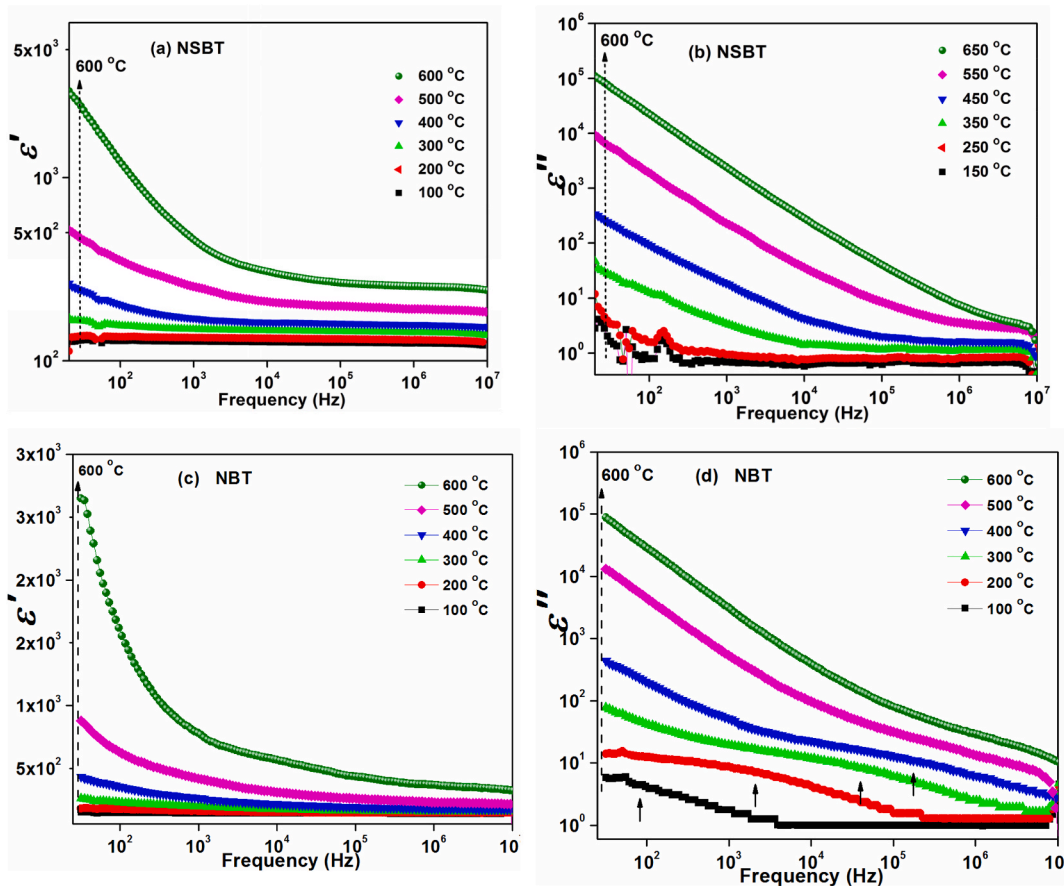 (a) NSBT
600 °C
5x10³
10³
5x10²
10²
ε'
600 °C
500 °C
400 °C
300 °C
200 °C
100 °C
10² 10³ 10⁴ 10⁵ 10⁶ 10⁷
Frequency (Hz)
(b) NSBT
600 °C
10⁶
10⁵
10⁴
10³
10²
10¹
10⁰
ε''
650 °C
550 °C
450 °C
350 °C
250 °C
150 °C
10² 10³ 10⁴ 10⁵ 10⁶ 10⁷
Frequency (Hz)
(c) NBT
600 °C
3x10³
3x10³
2x10³
2x10³
1x10³
5x10²
ε'
600 °C
500 °C
400 °C
300 °C
200 °C
100 °C
10² 10³ 10⁴ 10⁵ 10⁶ 10⁷
Frequency (Hz)
(d) NBT
600 °C
10⁶
10⁵
10⁴
10³
10²
10¹
10⁰
ε''
600 °C
500 °C
400 °C
300 °C
200 °C
100 °C
10² 10³ 10⁴ 10⁵ 10⁶ 10
Frequency (Hz)